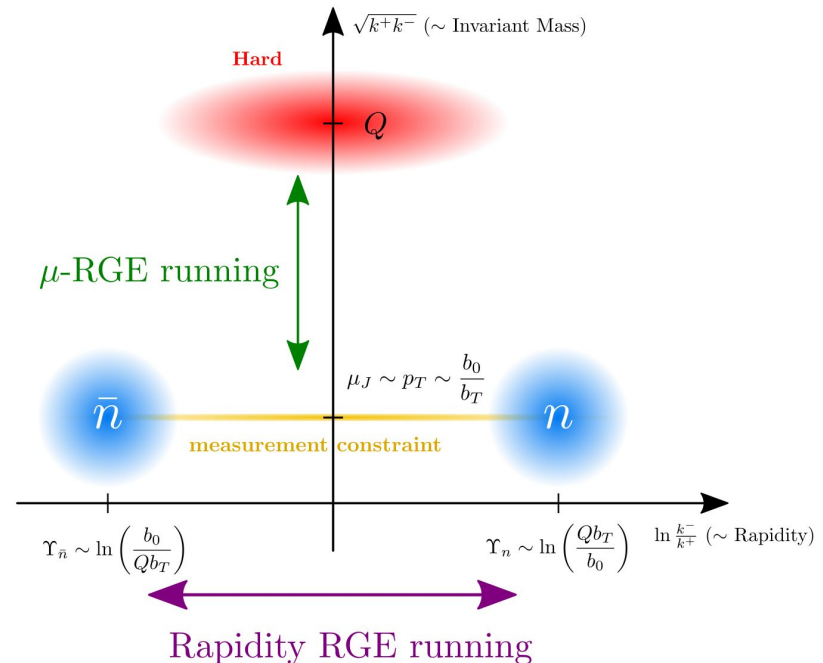 √(k⁺k⁻) (∼ Invariant Mass)
Hard
Q
μ-RGE running
μ_J ∼ p_T ∼ b₀/b_T
n̄
n
measurement constraint
Υ_n̄ ∼ ln (b₀/(Qb_T))
Υ_n ∼ ln (Qb_T/b₀)
ln k⁻/k⁺ (∼ Rapidity)
Rapidity RGE running